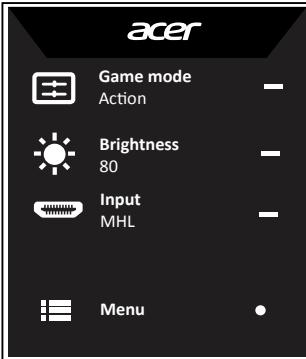 acer
Game mode
Action
Brightness
80
Input
MHL
Menu